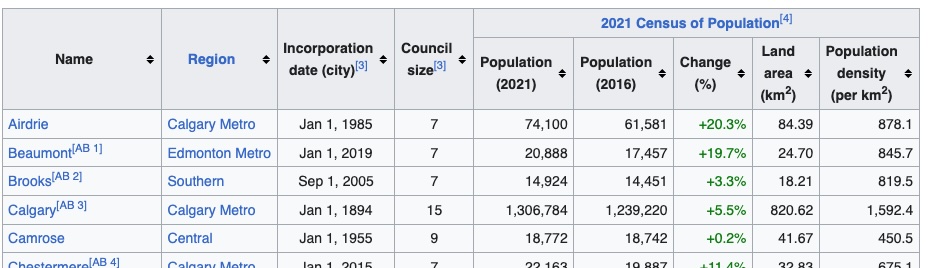 2021 Census of Population[4]
Name Region Incorporation date (city)[3] Council size[3] Population (2021) Population (2016) Change (%) Land area (km2) Population density (per km2)
Airdrie Calgary Metro Jan 1, 1985 7 74,100 61,581 +20.3% 84.39 878.1
Beaumont[AB 1] Edmonton Metro Jan 1, 2019 7 20,888 17,457 +19.7% 24.70 845.7
Brooks[AB 2] Southern Sep 1, 2005 7 14,924 14,451 +3.3% 18.21 819.5
Calgary[AB 3] Calgary Metro Jan 1, 1894 15 1,306,784 1,239,220 +5.5% 820.62 1,592.4
Camrose Central Jan 1, 1955 9 18,772 18,742 +0.2% 41.67 450.5
Chestermere[AB 4] Calgary Metro Jan 1, 2015 7 22,163 19,887 +11.4% 32.83 675.1